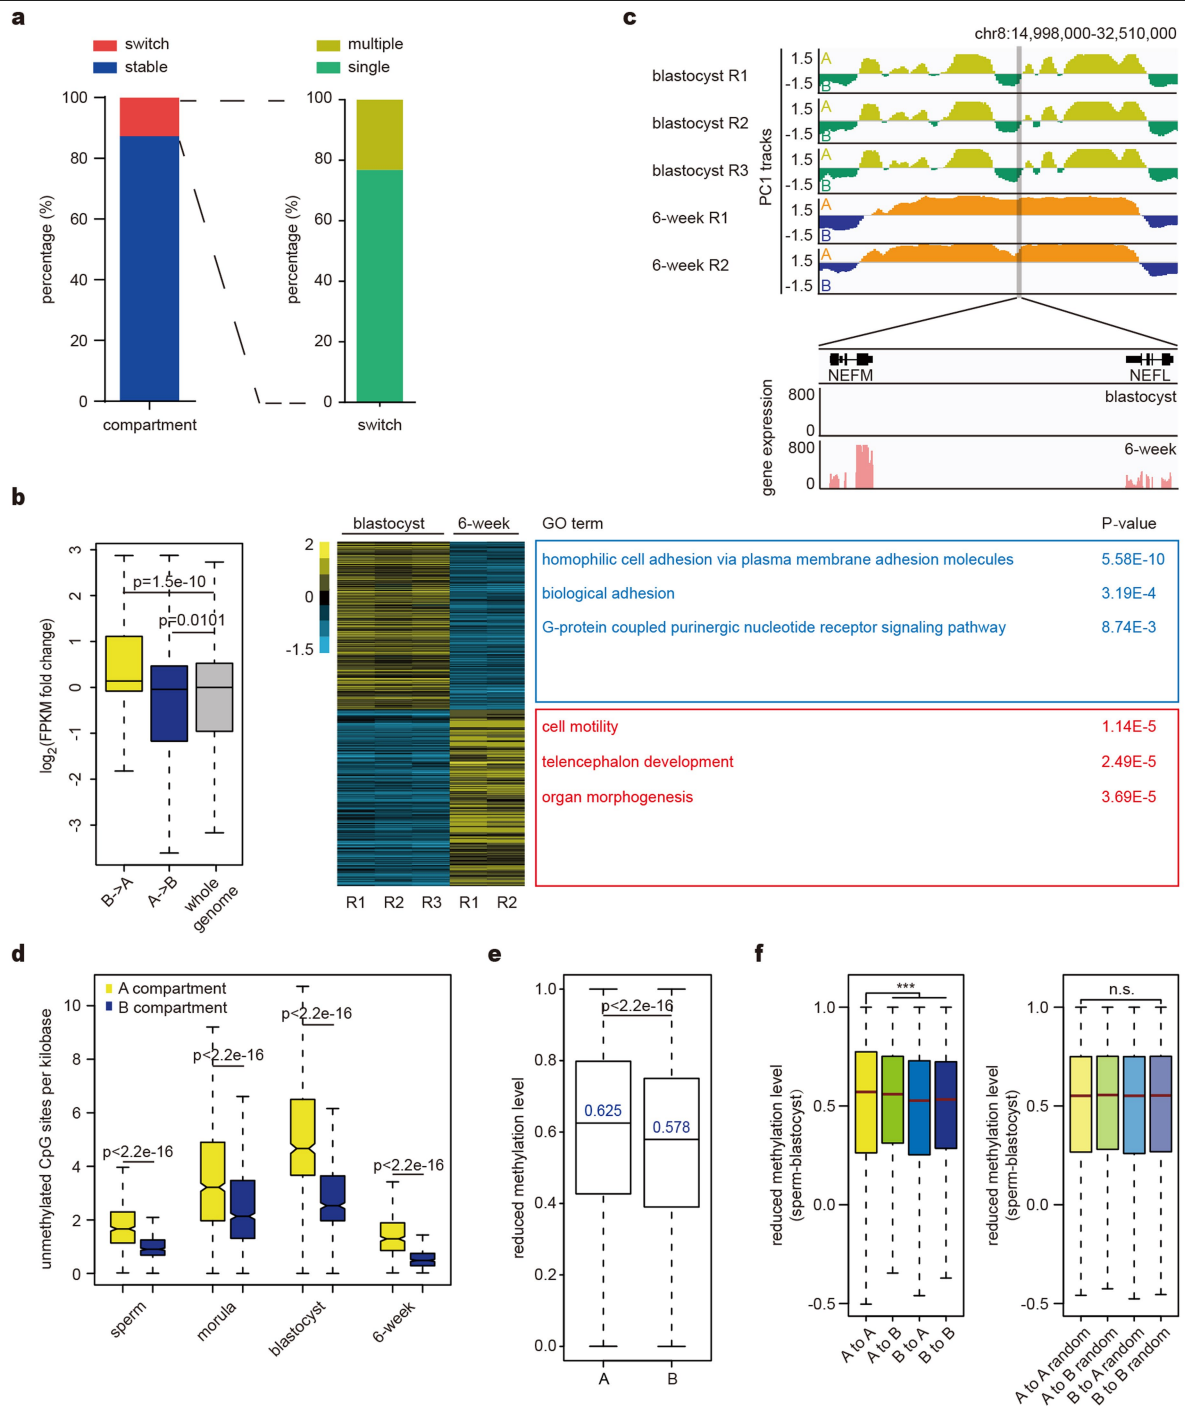 a
switch
stable
multiple
single
percentage (%)
100
80
60
40
20
0
compartment
percentage (%)
100
80
60
40
20
0
switch
c
chr8:14,998,000-32,510,000
PC1 tracks
blastocyst R1
1.5
-1.5
A
B
blastocyst R2
1.5
-1.5
A
B
blastocyst R3
1.5
-1.5
A
B
6-week R1
1.5
-1.5
A
B
6-week R2
1.5
-1.5
A
B
NEFM
NEFL
gene expression
800
0
blastocyst
800
0
6-week
b
log2(FPKM fold change)
3
2
1
0
-1
-2
-3
p=1.5e-10
p=0.0101
B->A
A->B
whole
genome
2
0
-1.5
blastocyst
6-week
R1
R2
R3
R1
R2
GO term
P-value
homophilic cell adhesion via plasma membrane adhesion molecules
5.58E-10
biological adhesion
3.19E-4
G-protein coupled purinergic nucleotide receptor signaling pathway
8.74E-3
cell motility
1.14E-5
telencephalon development
2.49E-5
organ morphogenesis
3.69E-5
d
A compartment
B compartment
unmethylated CpG sites per kilobase
10
8
6
4
2
0
p<2.2e-16
p<2.2e-16
p<2.2e-16
p<2.2e-16
sperm
morula
blastocyst
6-week
e
reduced methylation level
1.0
0.8
0.6
0.4
0.2
0.0
p<2.2e-16
0.625
0.578
A
B
f
reduced methylation level
(sperm-blastocyst)
1.0
0.5
0.0
-0.5
***
A to A
A to B
B to A
B to B
reduced methylation level
(sperm-blastocyst)
1.0
0.5
0.0
-0.5
n.s.
A to A random
A to B random
B to A random
B to B random